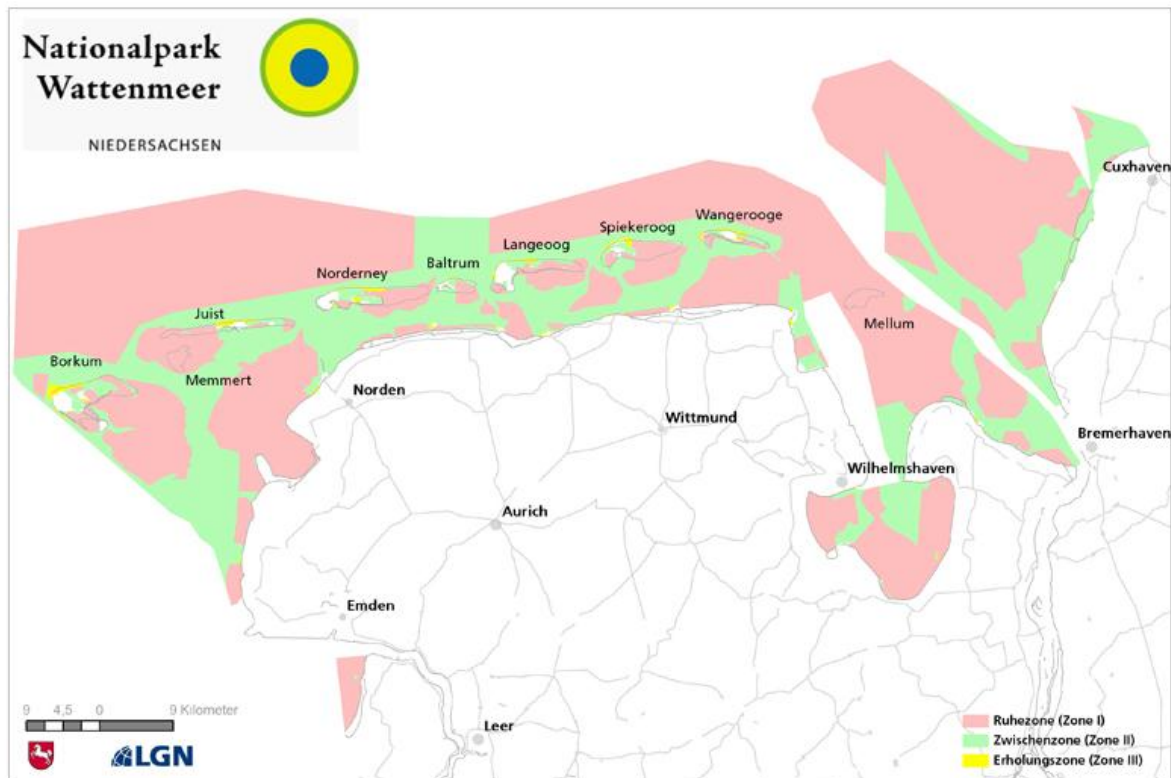 Nationalpark
Wattenmeer
NIEDERSACHSEN
Cuxhaven
Wangerooge
Spiekeroog
Langeoog
Baltrum
Norderney
Juist
Mellum
Borkum
Memmert
Norden
Wittmund
Bremerhaven
Wilhelmshaven
Aurich
Emden
9 4,5 0 9 Kilometer
Leer
LGN
Ruhezone (Zone I)
Zwischenzone (Zone II)
Erholungszone (Zone III)